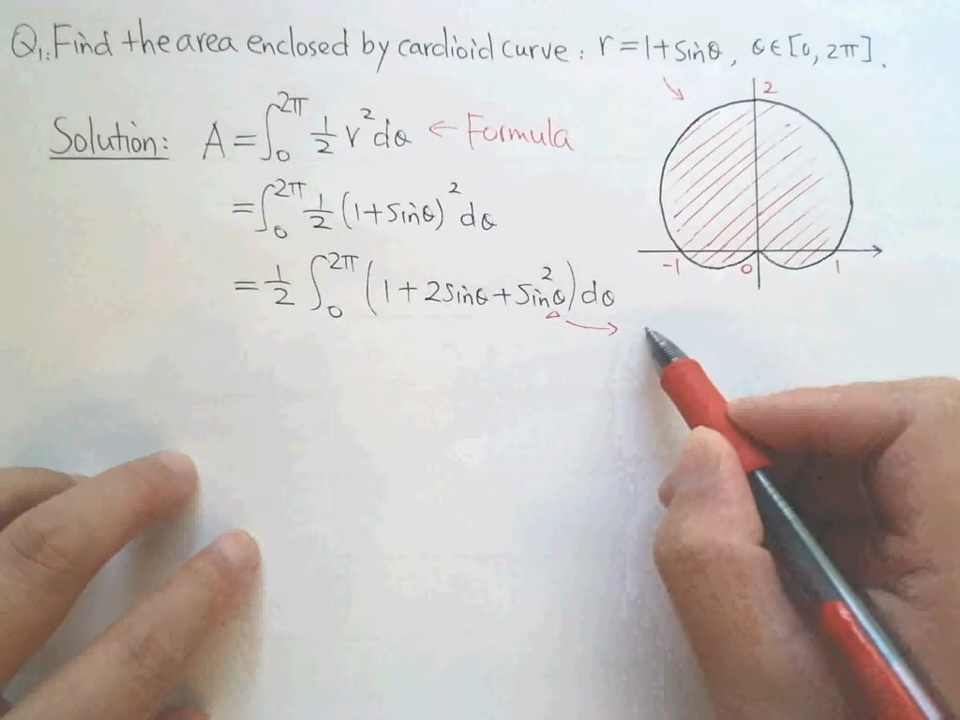 Q1: Find the area enclosed by cardioid curve: r = 1 + sinθ, θ ∈ [0, 2π].
Solution: A = ∫₀^2π 1/2 r² dθ ← Formula
= ∫₀^2π 1/2 (1 + sinθ)² dθ
= 1/2 ∫₀^2π (1 + 2sinθ + sin²θ) dθ
2
-1 0 1